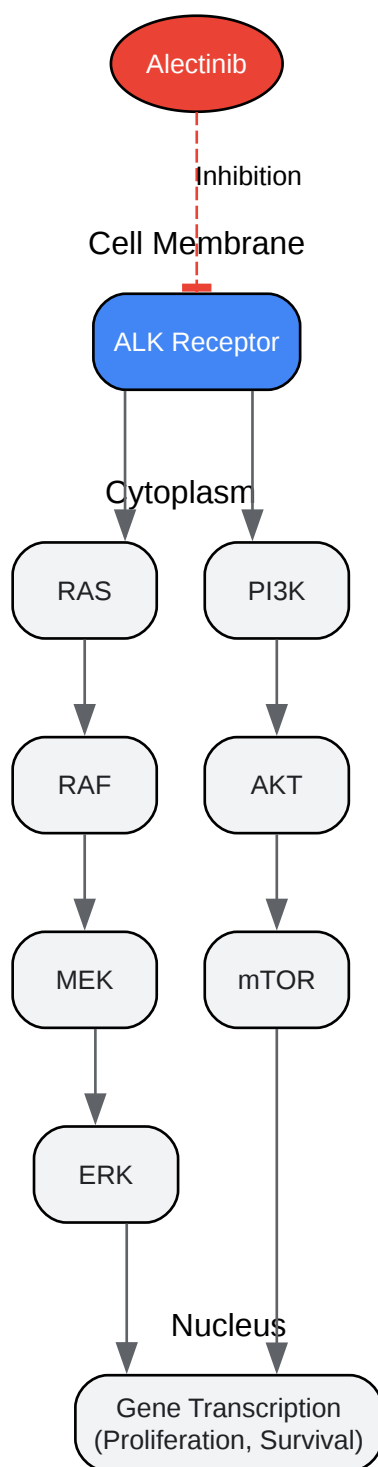 Alectinib
Inhibition
Cell Membrane
ALK Receptor
Cytoplasm
RAS
PI3K
RAF
AKT
MEK
mTOR
ERK
Nucleus
Gene Transcription
(Proliferation, Survival)